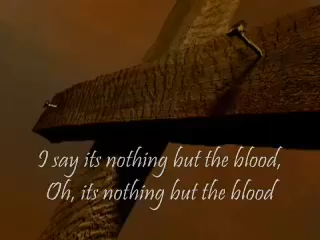 I say its nothing but the blood,
Oh, its nothing but the blood